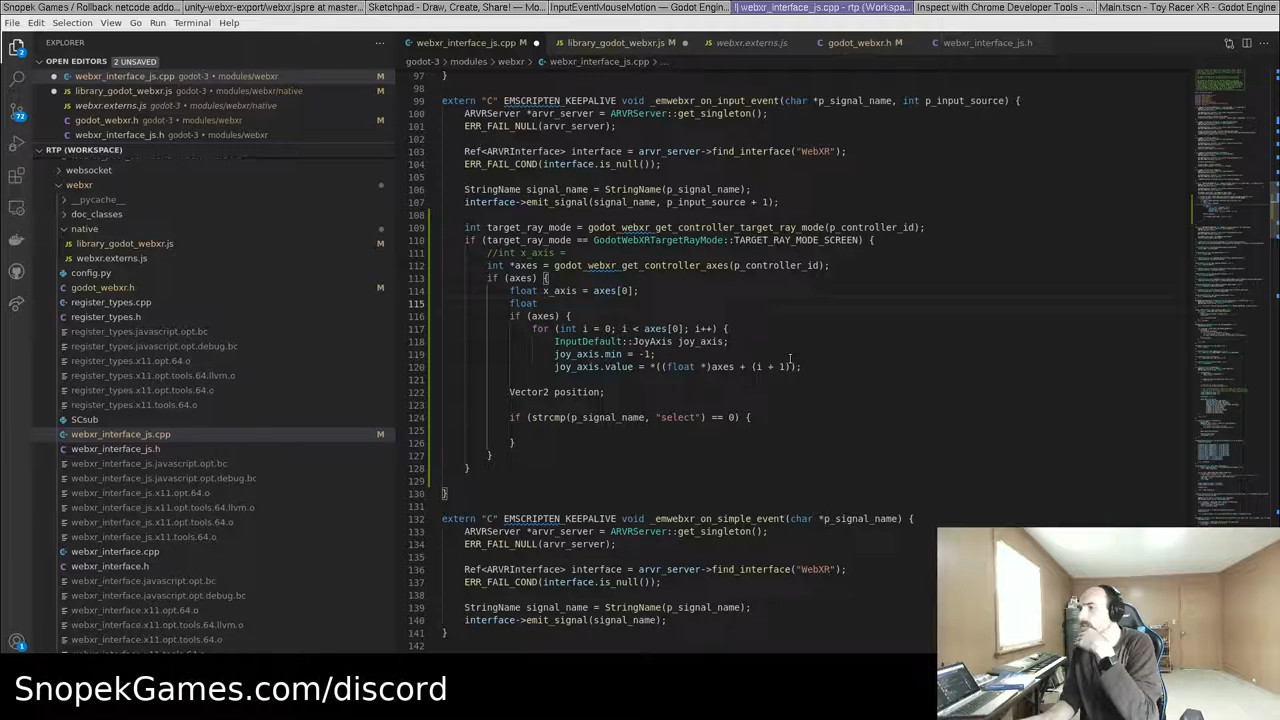 Snopek Games / Rollback netcode addo...
unity-webxr-export/webxr.jspre at master...
Sketchpad - Draw, Create, Share! — Mo...
InputEventMouseMotion — Godot Engin...
webxr_interface_js.cpp - rtp (Workspa...
Inspect with Chrome Developer Tools - ...
Main.tscn - Toy Racer XR - Godot Engine
File Edit Selection View Go Run Terminal Help
EXPLORER
OPEN EDITORS 2 UNSAVED
webxr_interface_js.cpp godot-3 • modules/webxr M
library_godot_webxr.js godot-3 • modules/webxr/native M
webxr.externs.js godot-3 • modules/webxr/native
godot_webxr.h godot-3 • modules/webxr M
webxr_interface_js.h godot-3 • modules/webxr
RTP (WORKSPACE)
websocket
webxr
__pycache__
doc_classes
native
library_godot_webxr.js M
webxr.externs.js
config.py
godot_webxr.h M
register_types.cpp
register_types.h
register_types.javascript.opt.bc
register_types.javascript.opt.debug.bc
register_types.x11.opt.64.o
register_types.x11.opt.tools.64.llvm.o
register_types.x11.opt.tools.64.o
register_types.x11.tools.64.o
SCsub
webxr_interface_js.cpp M
webxr_interface_js.h
webxr_interface_js.javascript.opt.bc
webxr_interface_js.javascript.opt.debug.bc
webxr_interface_js.x11.opt.64.o
webxr_interface_js.x11.opt.tools.64.llvm.o
webxr_interface_js.x11.opt.tools.64.o
webxr_interface_js.x11.tools.64.o
webxr_interface.cpp
webxr_interface.h
webxr_interface.javascript.opt.bc
webxr_interface.javascript.opt.debug.bc
webxr_interface.x11.opt.64.o
webxr_interface.x11.opt.tools.64.llvm.o
webxr_interface.x11.opt.tools.64.o
webxr_interface_js.cpp M
library_godot_webxr.js M
webxr.externs.js
godot_webxr.h M
webxr_interface_js.h
godot-3 > modules > webxr > webxr_interface_js.cpp > ...
97 }
98
99 extern "C" EMSCRIPTEN_KEEPALIVE void _emwebxr_on_input_event(char *p_signal_name, int p_input_source) {
100 ARVRServer *arvr_server = ARVRServer::get_singleton();
101 ERR_FAIL_NULL(arvr_server);
102
103 Ref<ARVRInterface> interface = arvr_server->find_interface("WebXR");
104 ERR_FAIL_COND(interface.is_null());
105
106 StringName signal_name = StringName(p_signal_name);
107 interface->emit_signal(signal_name, p_input_source + 1);
108
109 int target_ray_mode = godot_webxr_get_controller_target_ray_mode(p_controller_id);
110 if (target_ray_mode == GodotWebXRTargetRayMode::TARGET_RAY_MODE_SCREEN) {
111 axis =
112 int *axes = godot_webxr_get_controller_axes(p_controller_id);
113 if (axes) {
114 float x_axis = axes[0];
115 float
116 if (axes) {
117 for (int i = 0; i < axes[0]; i++) {
118 InputDefault::JoyAxis joy_axis;
119 joy_axis.min = -1;
120 joy_axis.value = *((float *)axes + (i + 1));
121
122 Vector2 position;
123
124 if (strcmp(p_signal_name, "select") == 0) {
125
126 }
127 }
128 }
129
130 }
131
132 extern "C" EMSCRIPTEN_KEEPALIVE void _emwebxr_on_simple_event(char *p_signal_name) {
133 ARVRServer *arvr_server = ARVRServer::get_singleton();
134 ERR_FAIL_NULL(arvr_server);
135
136 Ref<ARVRInterface> interface = arvr_server->find_interface("WebXR");
137 ERR_FAIL_COND(interface.is_null());
138
139 StringName signal_name = StringName(p_signal_name);
140 interface->emit_signal(signal_name);
141 }
142
SnopekGames.com/discord